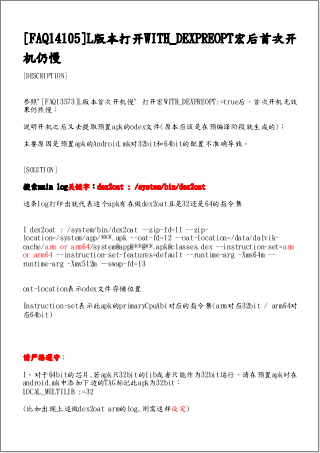 [FAQ14105]L版本打开WITH_DEXPREOPT宏后首次开
机仍慢
[DESCRIPTION]
参照"[FAQ13573]L版本首次开机慢" 打开宏WITH_DEXPREOPT:=true后，首次开机无效
果仍然慢；
说明开机之后又去提取预置apk的odex文件(原本应该是在预编译阶段就生成的)；
主要原因是预置apk的Android.mk对32bit和64bit的配置不准确导致。
[SOLUTION]
搜索main log关键字：dex2oat : /system/bin/dex2oat
这条log打印出就代表这个apk有在做dex2oat且是32还是64的指令集
I dex2oat : /system/bin/dex2oat --zip-fd=11 --zip-
location=/system/app/***.apk --oat-fd=12 --oat-location=/data/dalvik-
cache/arm or arm64/system@app@***@***.apk@classes.dex --instruction-set=arm
or arm64 --instruction-set-features=default --runtime-arg -Xms64m --
runtime-arg -Xmx512m --swap-fd=13
oat-location表示odex文件存储位置
Instruction-set表示此apk的primaryCpuAbi对应的指令集(arm对应32bit / arm64对
应64bit)
请严格遵守：
1、对于64bit的芯片,若apk只32bit的lib或者只能作为32bit运行，请在预置apk时在
android.mk中添加下边的TAG标记此apk为32bit：
LOCAL_MULTILIB :=32
(比如出现上述做dex2oat arm的log,则需这样设定)